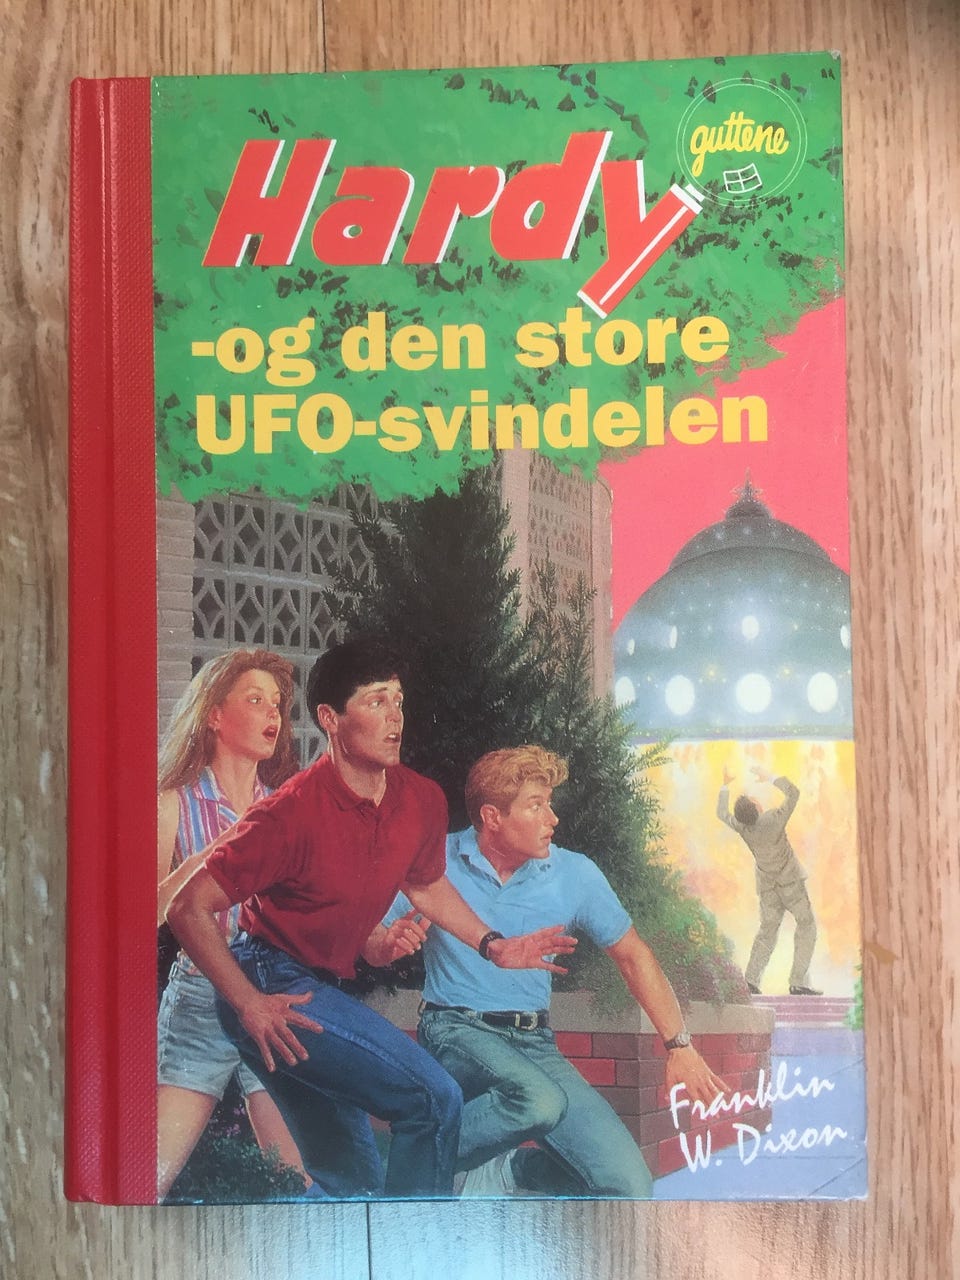 Hardy
guttene
-og den store
UFO-svindelen
Franklin
W. Dixon